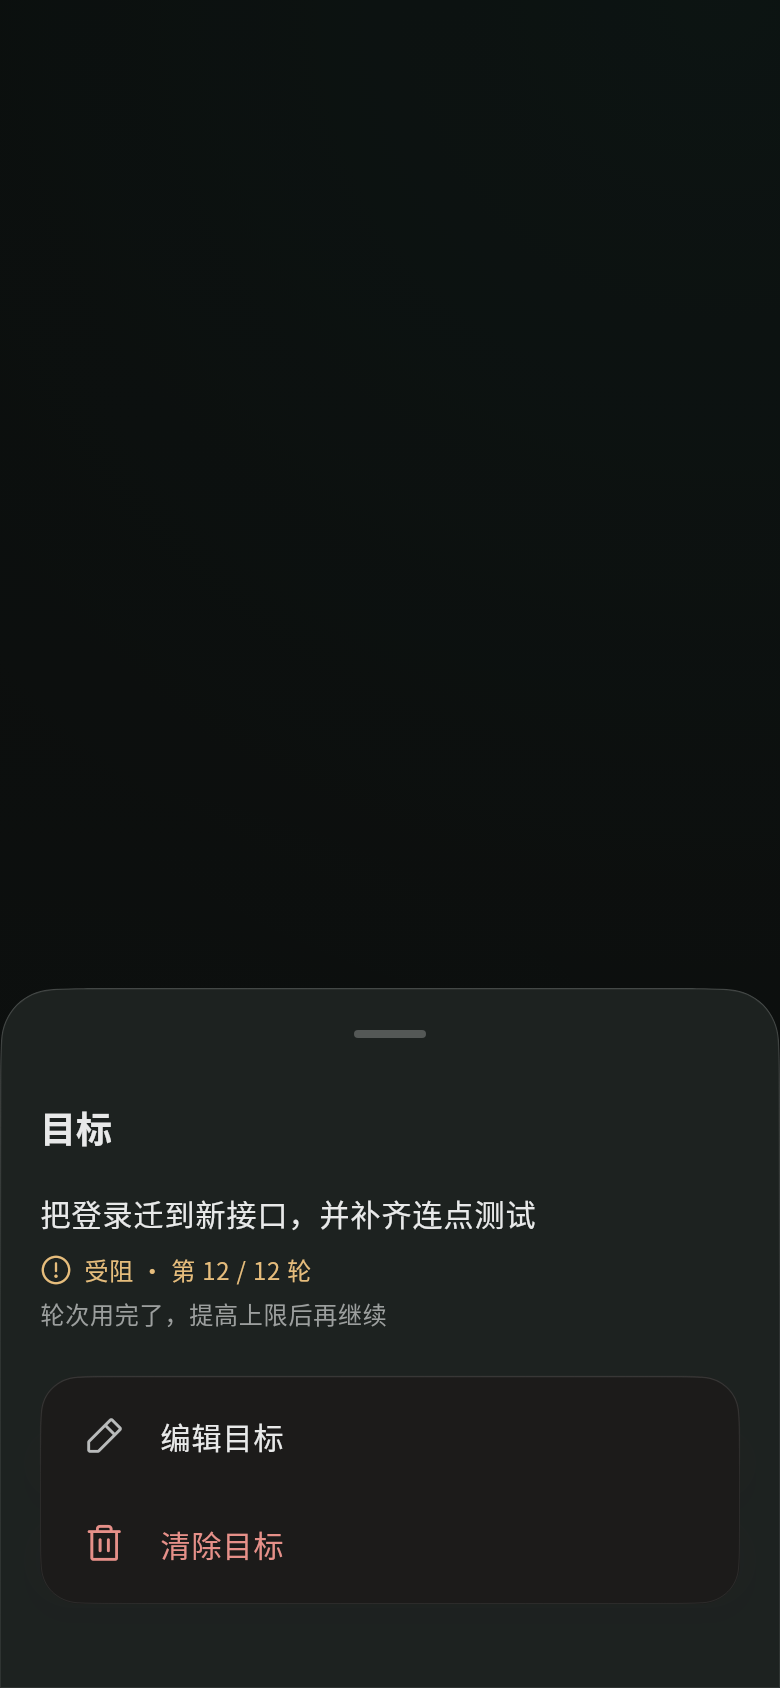 目标
把登录迁到新接口，并补齐连点测试
受阻 · 第 12 / 12 轮
轮次用完了，提高上限后再继续
编辑目标
清除目标